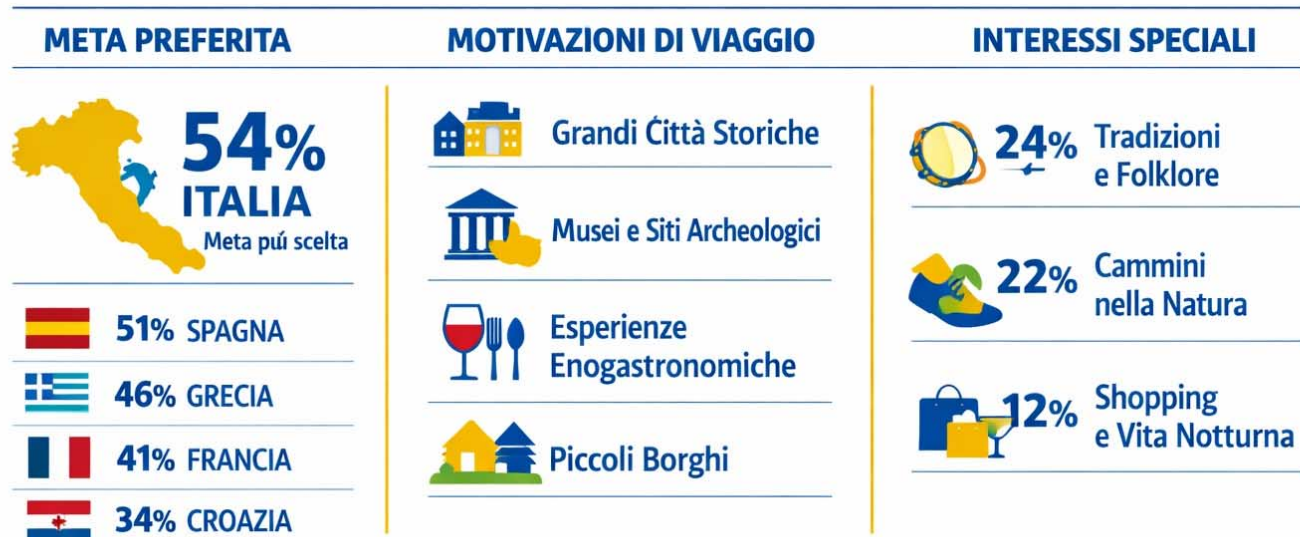 META PREFERITA
54%
ITALIA
Meta puí scelta
51% SPAGNA
46% GRECIA
41% FRANCIA
34% CROAZIA
MOTIVAZIONI DI VIAGGIO
Grandi Ćittà Storiche
Musei e Siti Archeologici
Esperienze
Enogastronomiche
Piccoli Borghi
INTERESSI SPECIALI
24% Tradizioni
e Folklore
22% Cammini
nella Natura
12% Shopping
e Vita Notturna